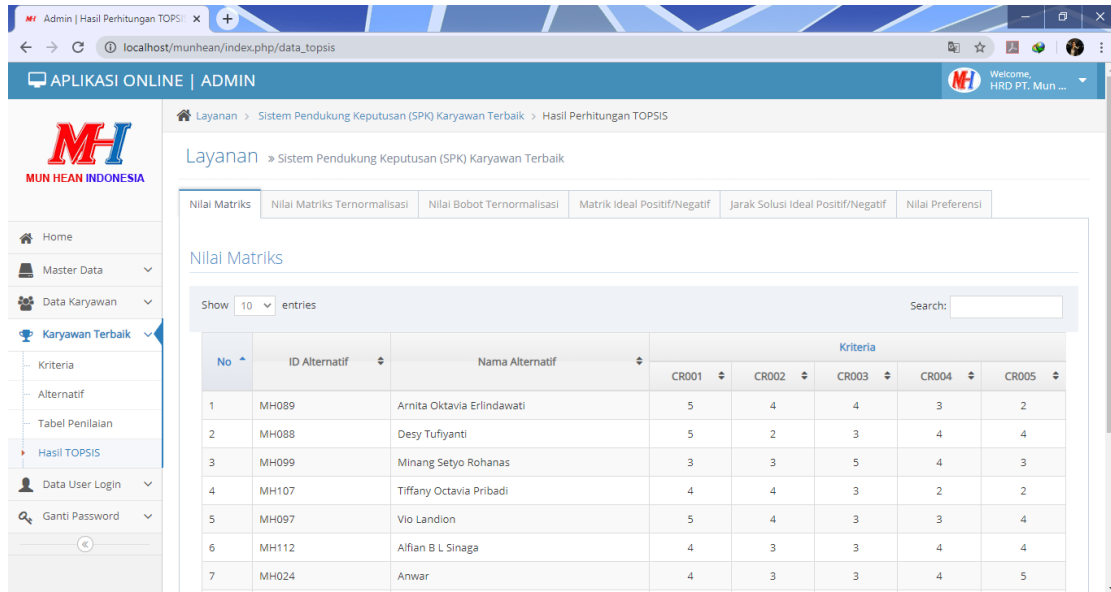 Admin | Hasil Perhitungan TOPSI
localhost/munhean/index.php/data_topsis
APLIKASI ONLINE | ADMIN
MH
Welcome,
HRD PT. Mun ...
MH
MUN HEAN INDONESIA
Layanan > Sistem Pendukung Keputusan (SPK) Karyawan Terbaik > Hasil Perhitungan TOPSIS
Layanan » Sistem Pendukung Keputusan (SPK) Karyawan Terbaik
Nilai Matriks Nilai Matriks Ternormalisasi Nilai Bobot Ternormalisasi Matrik Ideal Positif/Negatif Jarak Solusi Ideal Positif/Negatif Nilai Preferensi
Home
Master Data
Data Karyawan
Karyawan Terbaik
Kriteria
Alternatif
Tabel Penilaian
Hasil TOPSIS
Data User Login
Ganti Password
Nilai Matriks
Show 10 entries Search:
No ID Alternatif Nama Alternatif Kriteria
CR001 CR002 CR003 CR004 CR005
1 MH089 Arnita Oktavia Erlindawati 5 4 4 3 2
2 MH088 Desy Tufiyanti 5 2 3 4 4
3 MH099 Minang Setyo Rohanas 3 3 5 4 3
4 MH107 Tiffany Octavia Pribadi 4 4 3 2 2
5 MH097 Vio Landion 5 4 3 3 4
6 MH112 Alfian B L Sinaga 4 3 3 4 4
7 MH024 Anwar 4 3 3 4 5